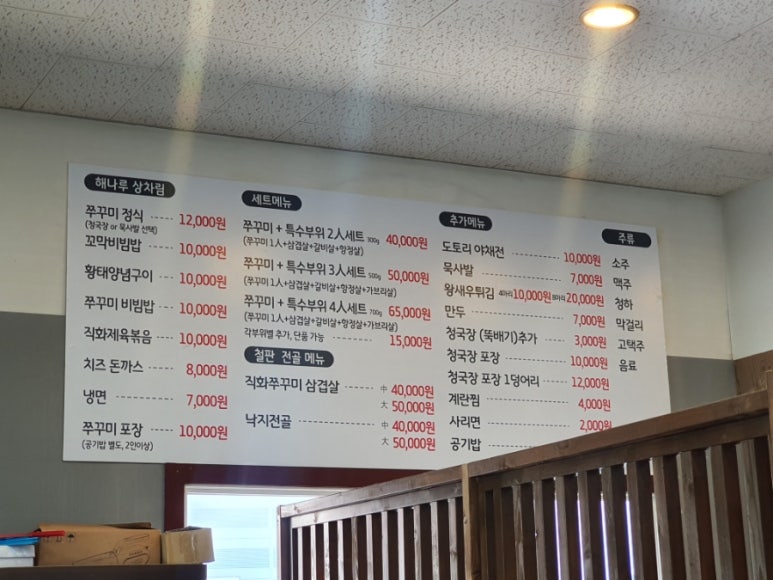 해나루 상차림
쭈꾸미 정식 12,000원
(청국장 or 묵사발 선택)
꼬막비빔밥 10,000원
황태양념구이 10,000원
쭈꾸미 비빔밥 10,000원
직화제육볶음 10,000원
치즈 돈까스 8,000원
냉면 7,000원
쭈꾸미 포장 10,000원
(공기밥 별도, 2인이상)
세트메뉴
쭈꾸미 + 특수부위 2人세트 300g 40,000원
(쭈꾸미 1人+삼겹살+갈비살+항정살)
쭈꾸미 + 특수부위 3人세트 500g 50,000원
(쭈꾸미 1人+삼겹살+갈비살+항정살+가브리살)
쭈꾸미 + 특수부위 4人세트 700g 65,000원
(쭈꾸미 1人+삼겹살+갈비살+항정살+가브리살)
각부위별 추가, 단품 가능 15,000원
철판 전골 메뉴
직화쭈꾸미 삼겹살 中 40,000원
大 50,000원
낙지전골 中 40,000원
大 50,000원
추가메뉴
도토리 야채전 10,000원
묵사발 7,000원
왕새우튀김 4마리 10,000원 8마리 20,000원
만두 7,000원
청국장 (뚝배기)추가 3,000원
청국장 포장 10,000원
청국장 포장 1덩어리 12,000원
계란찜 4,000원
사리면 2,000원
공기밥
주류
소주
맥주
청하
막걸리
고택주
음료